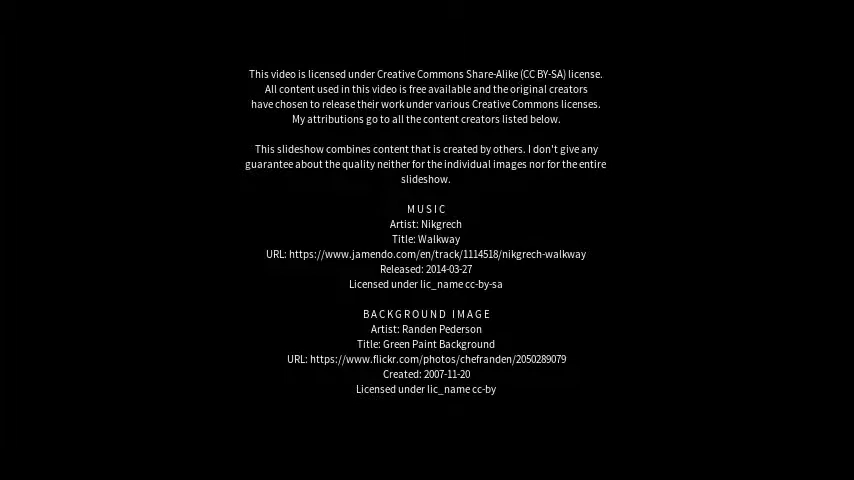 This video is licensed under Creative Commons Share-Alike (CC BY-SA) license.
All content used in this video is free available and the original creators
have chosen to release their work under various Creative Commons licenses.
My attributions go to all the content creators listed below.
This slideshow combines content that is created by others. I don't give any
guarantee about the quality neither for the individual images nor for the entire
slideshow.
MUSIC
Artist: Nikgrech
Title: Walkway
URL: https://www.jamendo.com/en/track/1114518/nikgrech-walkway
Released: 2014-03-27
Licensed under lic_name cc-by-sa
BACKGROUND IMAGE
Artist: Randen Pederson
Title: Green Paint Background
URL: https://www.flickr.com/photos/chefranden/2050289079
Created: 2007-11-20
Licensed under lic_name cc-by